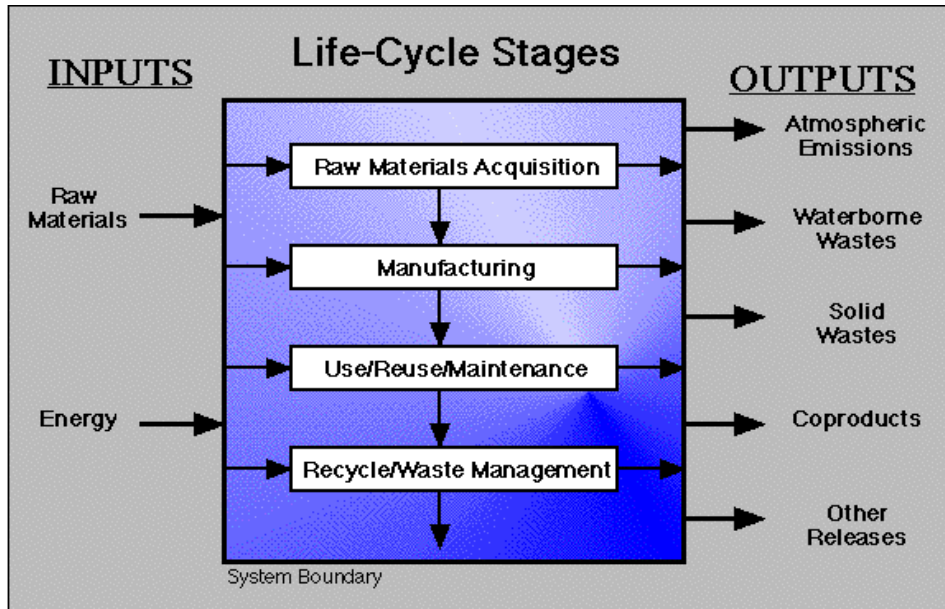 Life-Cycle Stages
INPUTS
Raw
Materials
Energy
Raw Materials Acquisition
Manufacturing
Use/Reuse/Maintenance
Recycle/Waste Management
System Boundary
OUTPUTS
Atmospheric
Emissions
Waterborne
Wastes
Solid
Wastes
Coproducts
Other
Releases